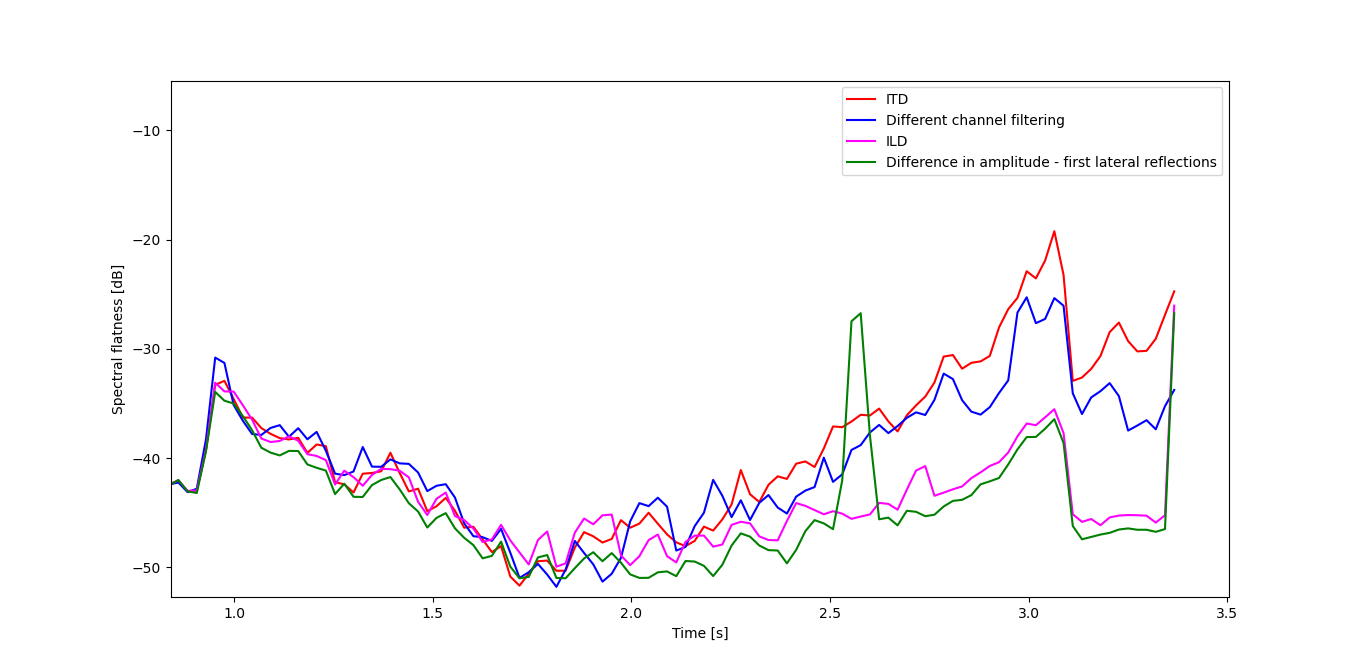 ITD
Different channel filtering
ILD
Difference in amplitude - first lateral reflections
Spectral flatness [dB]
−10
−20
−30
−40
−50
1.0 1.5 2.0 2.5 3.0 3.5
Time [s]